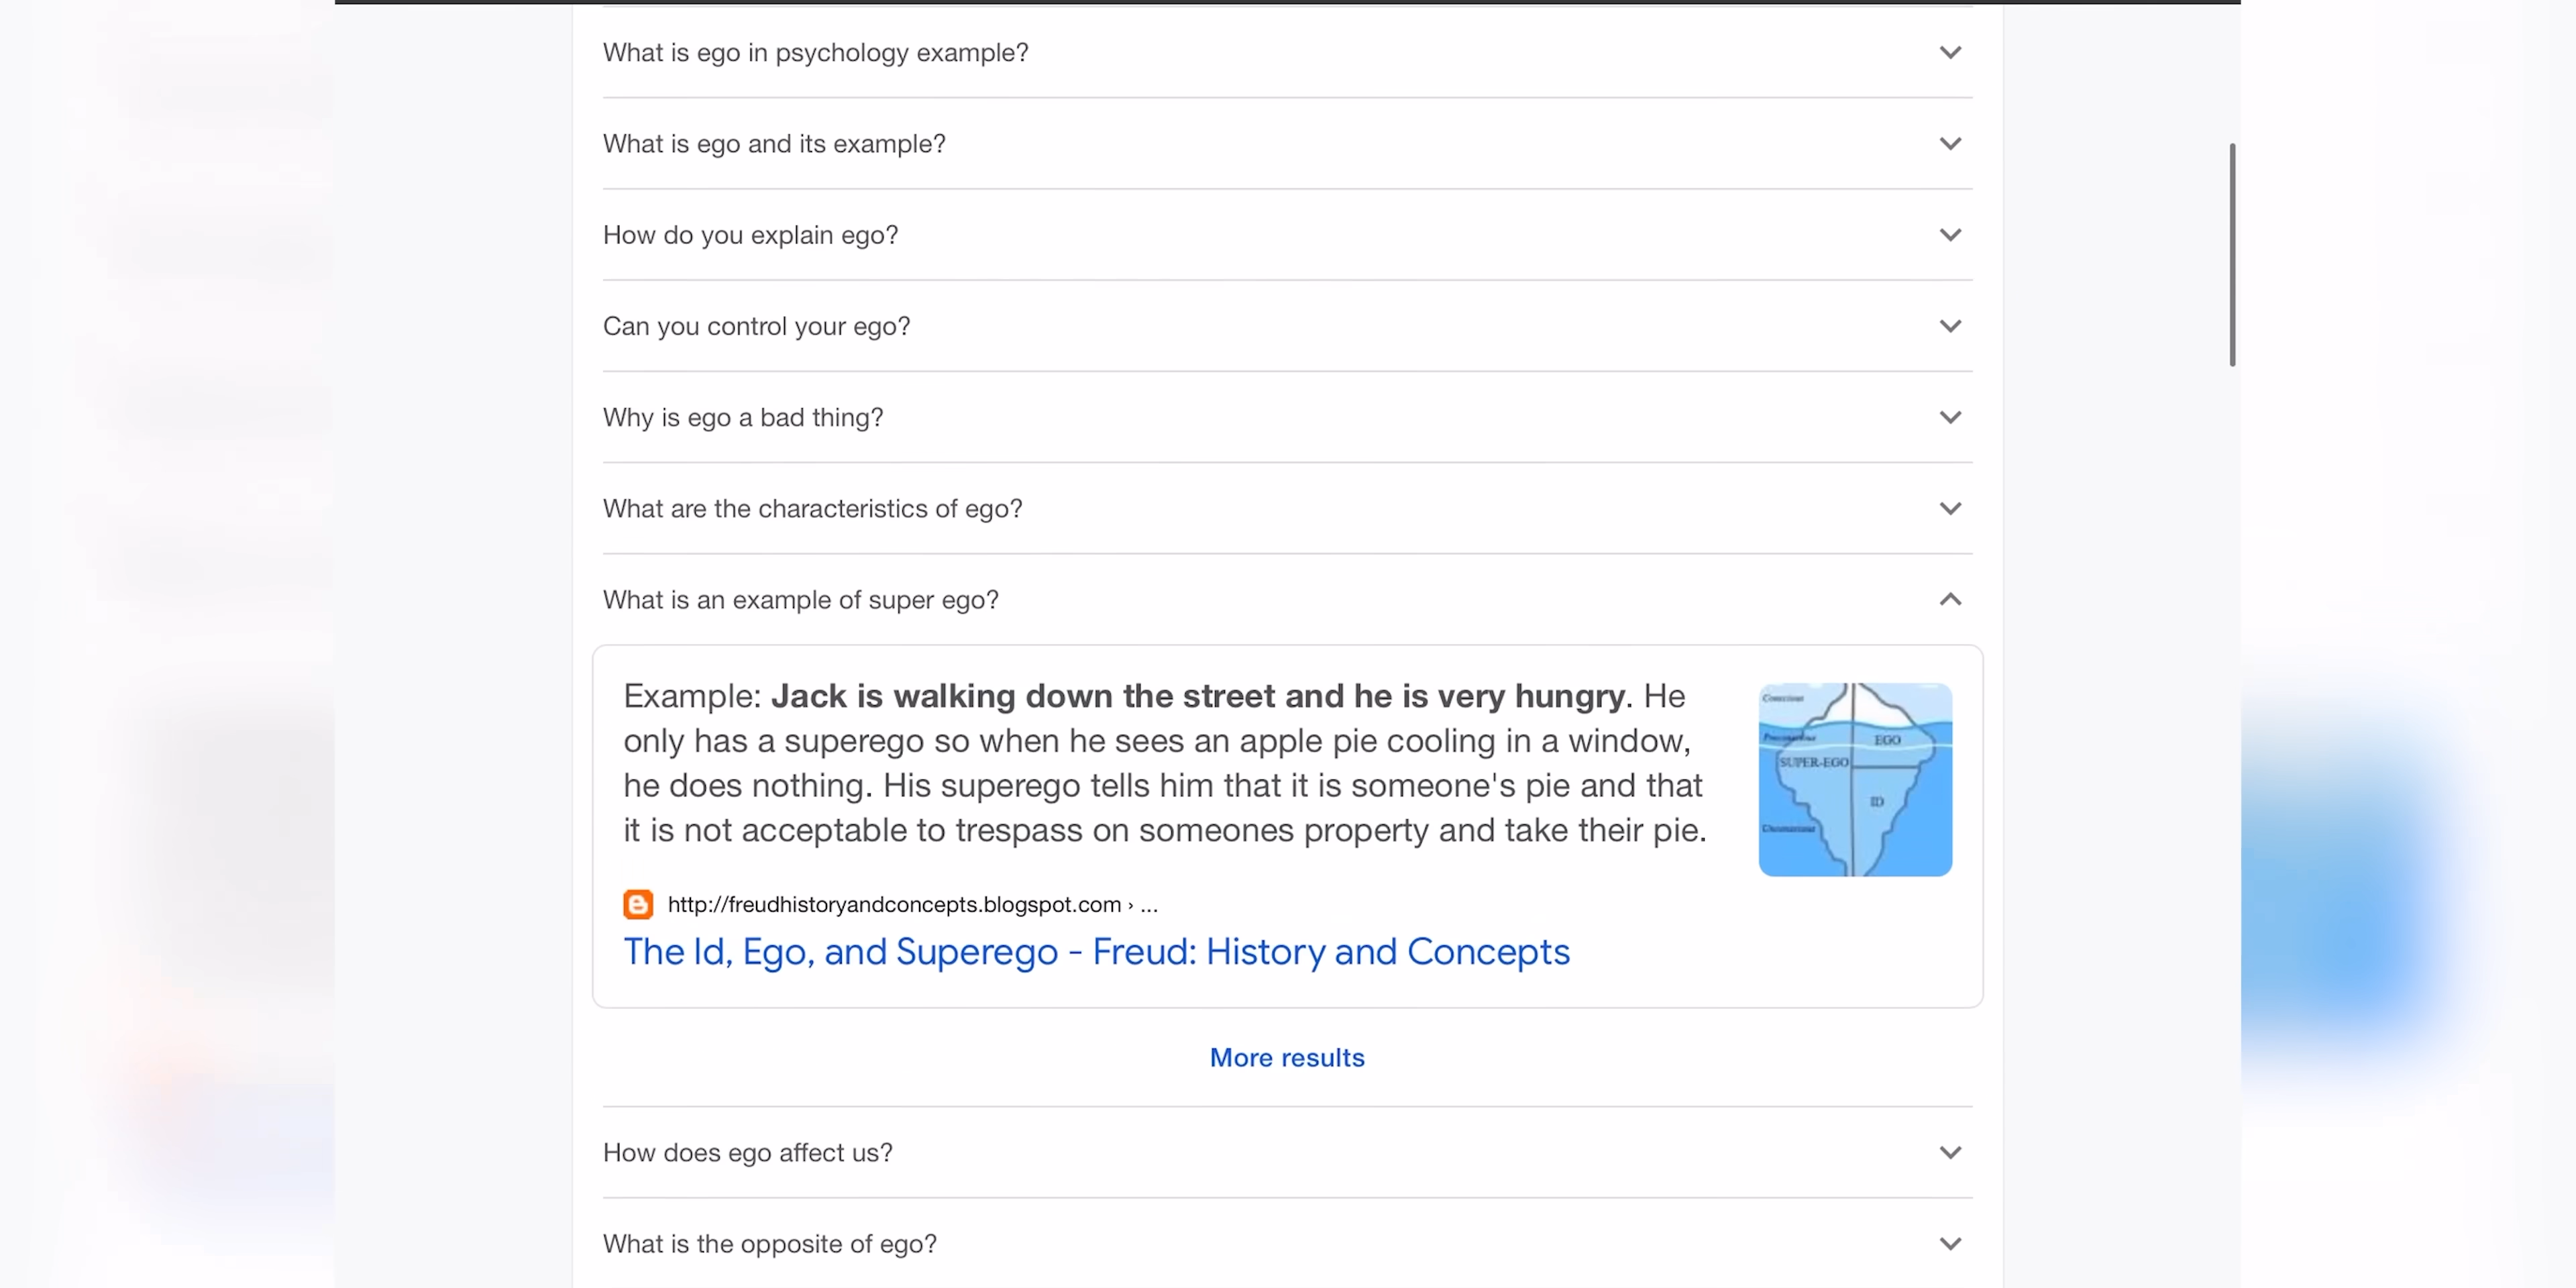 What is ego in psychology example?
What is ego and its example?
How do you explain ego?
Can you control your ego?
Why is ego a bad thing?
What are the characteristics of ego?
What is an example of super ego?
Example: Jack is walking down the street and he is very hungry. He
only has a superego so when he sees an apple pie cooling in a window,
he does nothing. His superego tells him that it is someone's pie and that
it is not acceptable to trespass on someones property and take their pie.
Conscious
Preconscious
EGO
SUPER-EGO
ID
Unconscious
http://freudhistoryandconcepts.blogspot.com › ...
The Id, Ego, and Superego - Freud: History and Concepts
More results
How does ego affect us?
What is the opposite of ego?